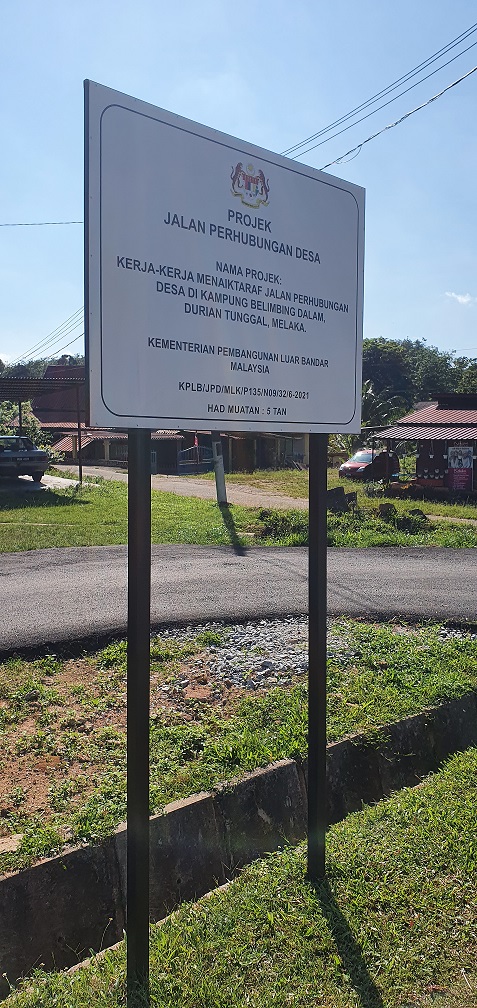 PROJEK
JALAN PERHUBUNGAN DESA
NAMA PROJEK:
KERJA-KERJA MENAIKTARAF JALAN PERHUBUNGAN
DESA DI KAMPUNG BELIMBING DALAM,
DURIAN TUNGGAL, MELAKA.
KEMENTERIAN PEMBANGUNAN LUAR BANDAR
MALAYSIA
KPLB/JPD/MLK/P135/N09/32/6-2021
HAD MUATAN : 5 TAN